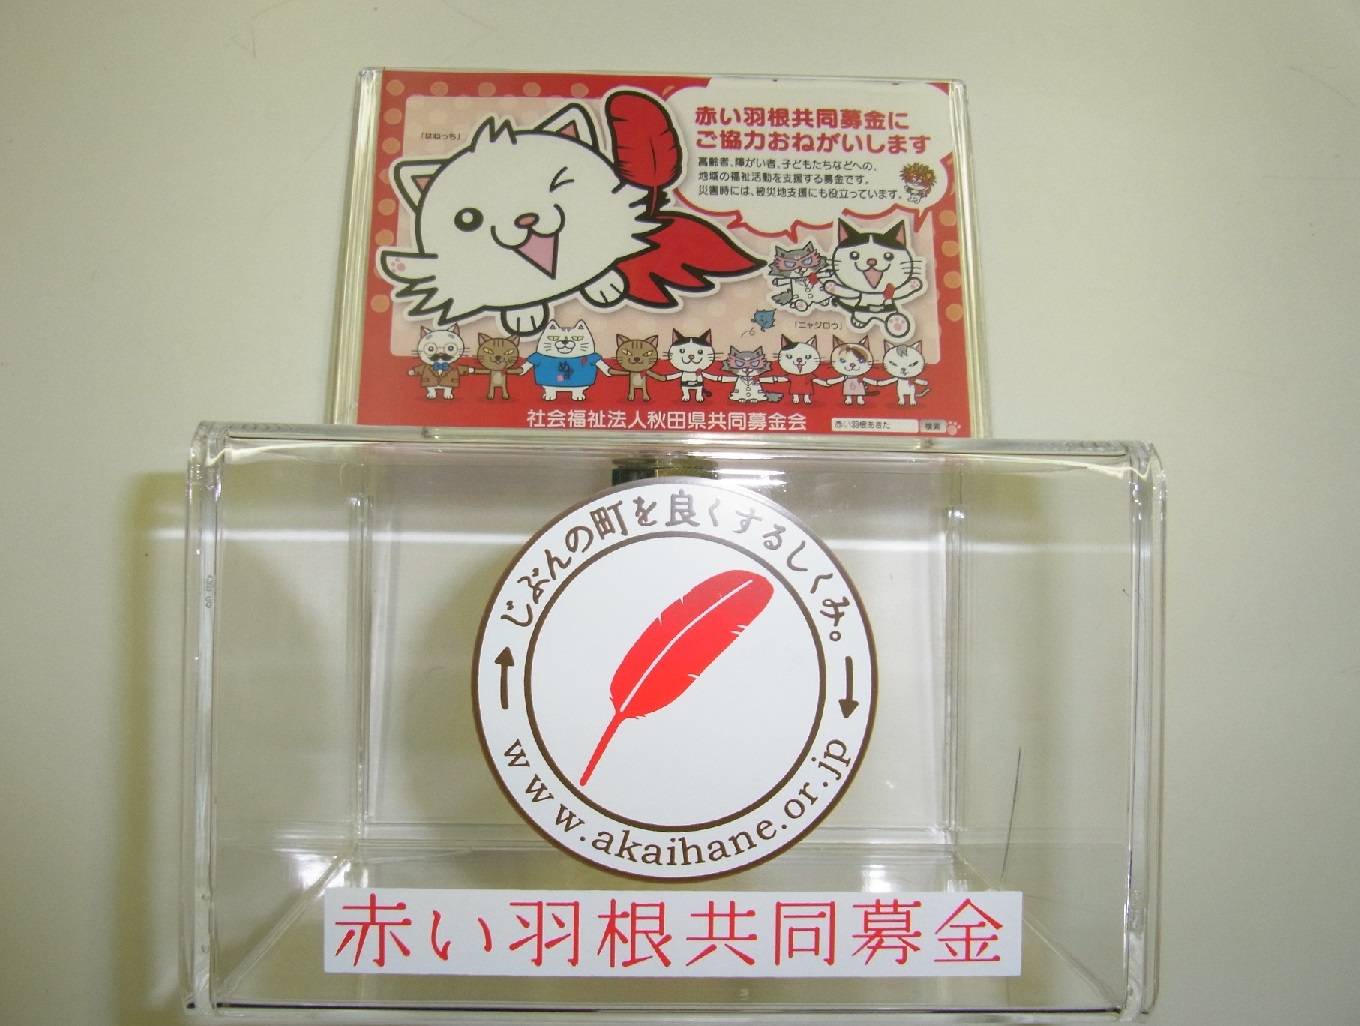 「はねっち」
赤い羽根共同募金に
ご協力おねがいします
高齢者、障がい者、子どもたちなどへの、
地域の福祉活動を支援する募金です。
災害時には、被災地支援にも役立っています。
「ニャジロウ」
ぬま
社会福祉法人秋田県共同募金会
赤い羽根あきた 検索
じぶんの町を良くするしくみ。
www.akaihane.or.jp
赤い羽根共同募金